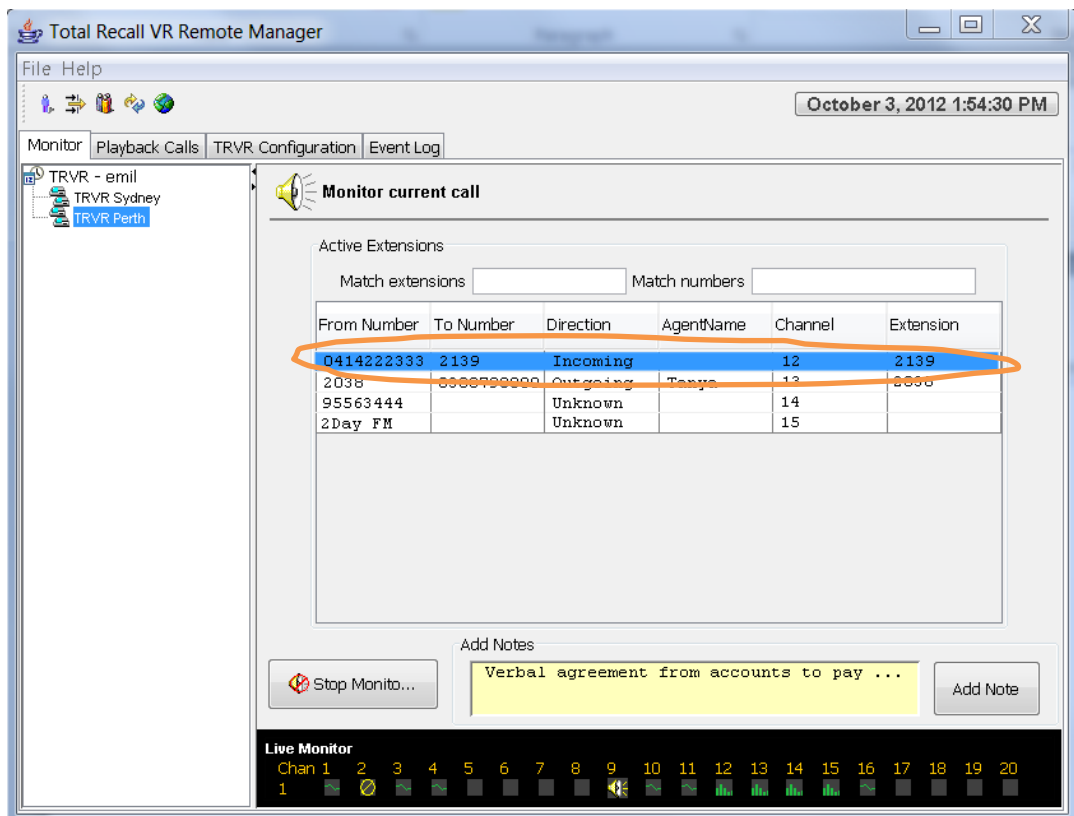 Total Recall VR Remote Manager
File Help
October 3, 2012 1:54:30 PM
Monitor Playback Calls TRVR Configuration Event Log
TRVR - emil
TRVR Sydney
TRVR Perth
Monitor current call
Active Extensions
Match extensions Match numbers
From Number To Number Direction AgentName Channel Extension
0414222333 2139 Incoming 12 2139
2038 Outgoing Tanya 13
95563444 Unknown 14
2Day FM Unknown 15
Add Notes
Stop Monito...
Verbal agreement from accounts to pay ...
Add Note
Live Monitor
Chan 1 2 3 4 5 6 7 8 9 10 11 12 13 14 15 16 17 18 19 20
1